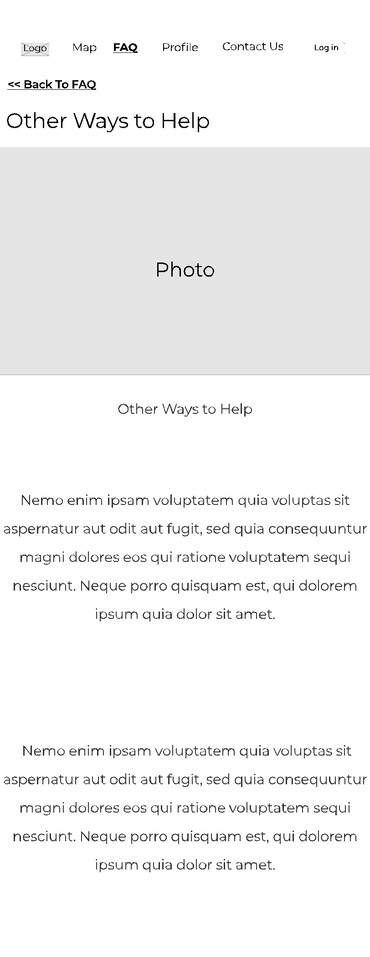 Logo Map FAQ Profile Contact Us Log in
<< Back To FAQ
Other Ways to Help
Photo
Other Ways to Help
Nemo enim ipsam voluptatem quia voluptas sit
aspernatur aut odit aut fugit, sed quia consequuntur
magni dolores eos qui ratione voluptatem sequi
nesciunt. Neque porro quisquam est, qui dolorem
ipsum quia dolor sit amet.
Nemo enim ipsam voluptatem quia voluptas sit
aspernatur aut odit aut fugit, sed quia consequuntur
magni dolores eos qui ratione voluptatem sequi
nesciunt. Neque porro quisquam est, qui dolorem
ipsum quia dolor sit amet.